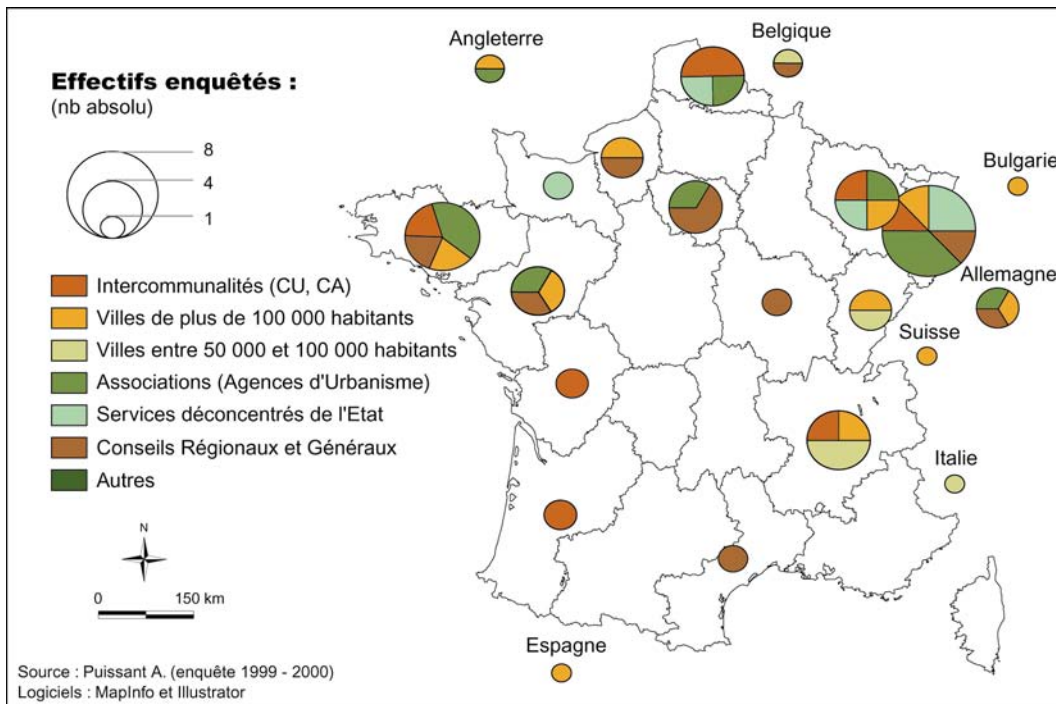 Effectifs enquêtés :
(nb absolu)
8
4
1
Intercommunalités (CU, CA)
Villes de plus de 100 000 habitants
Villes entre 50 000 et 100 000 habitants
Associations (Agences d'Urbanisme)
Services déconcentrés de l'Etat
Conseils Régionaux et Généraux
Autres
N
0 150 km
Source : Puissant A. (enquête 1999 - 2000)
Logiciels : MapInfo et Illustrator
Angleterre
Belgique
Bulgarie
Allemagne
Suisse
Italie
Espagne